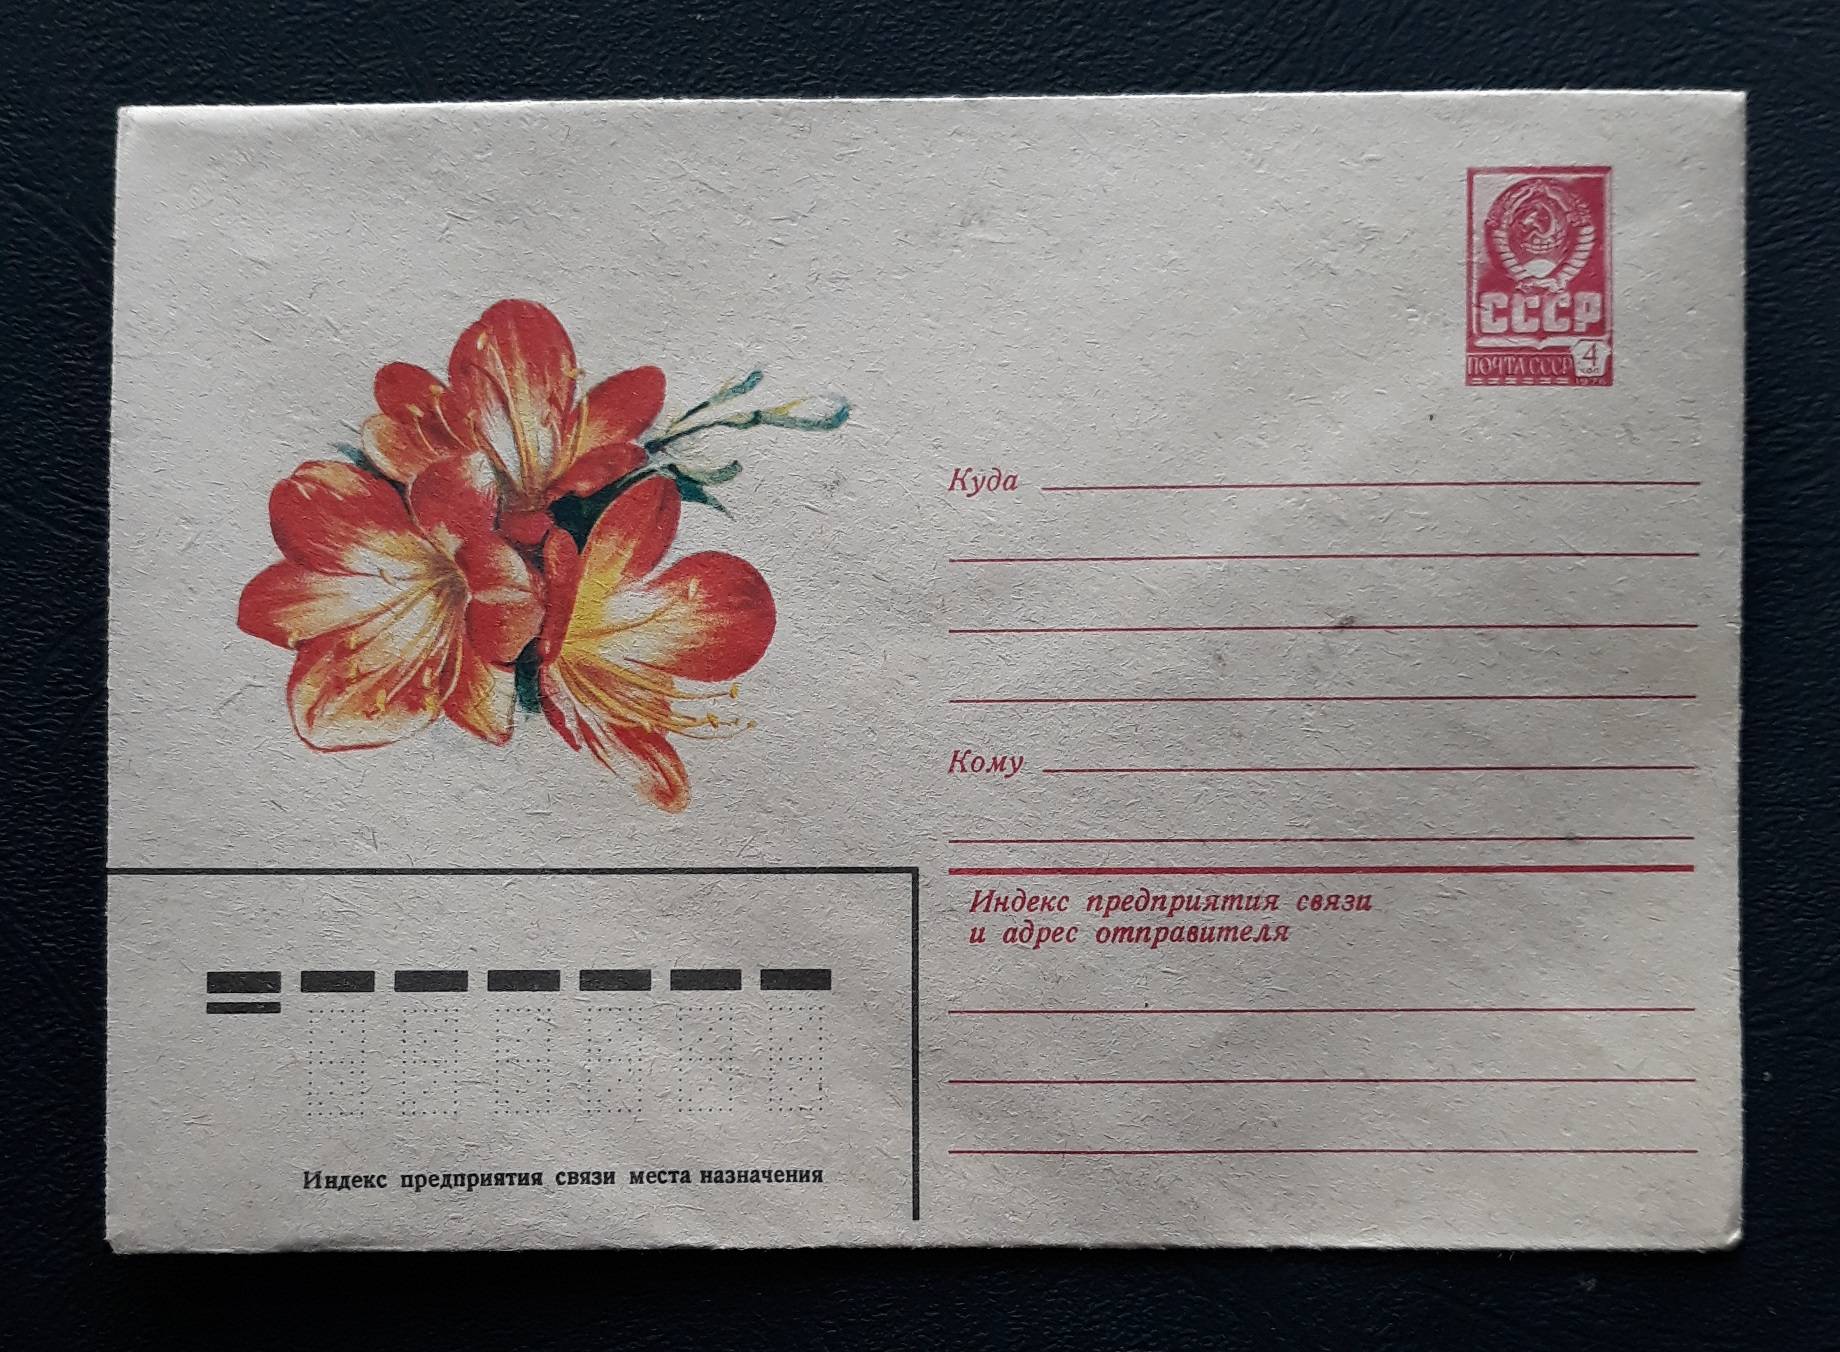 СССР
ПОЧТА СССР 4
коп
1976
Куда
Кому
Индекс предприятия связи
и адрес отправителя
Индекс предприятия связи места назначения